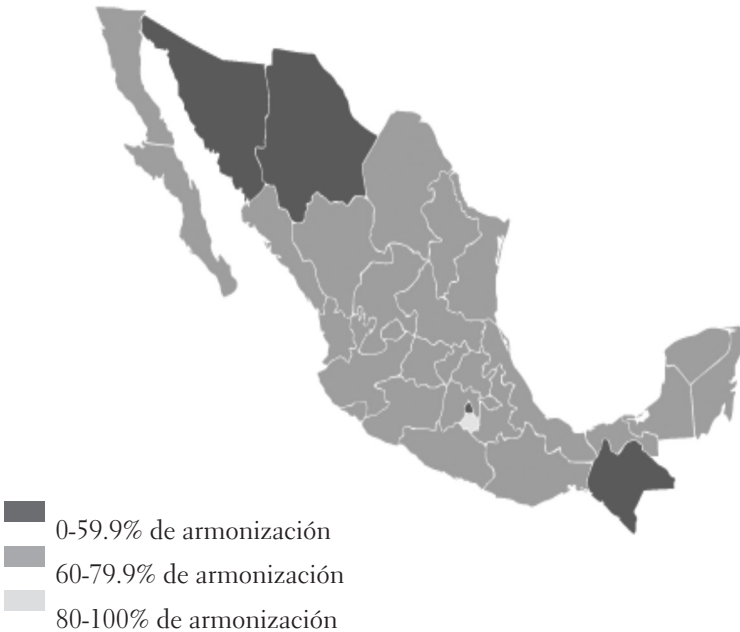 0-59.9% de armonización
60-79.9% de armonización
80-100% de armonización